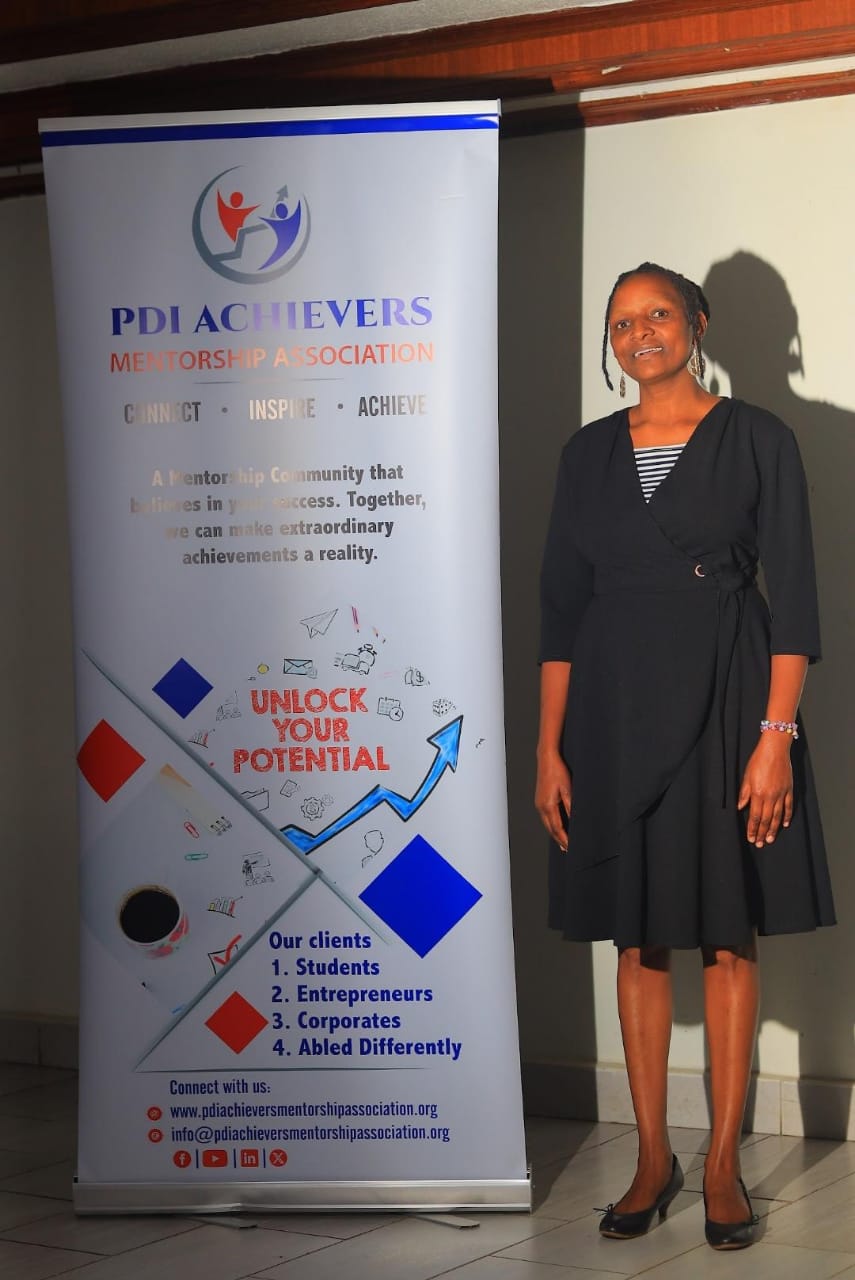 PDI ACHIEVERS
MENTORSHIP ASSOCIATION
CONNECT • INSPIRE • ACHIEVE
A Mentorship Community that
believes in your success. Together,
we can make extraordinary
achievements a reality.
UNLOCK
YOUR
POTENTIAL
Our clients
1. Students
2. Entrepreneurs
3. Corporates
4. Abled Differently
Connect with us:
www.pdiachieversmentorshipassociation.org
info@pdiachieversmentorshipassociation.org